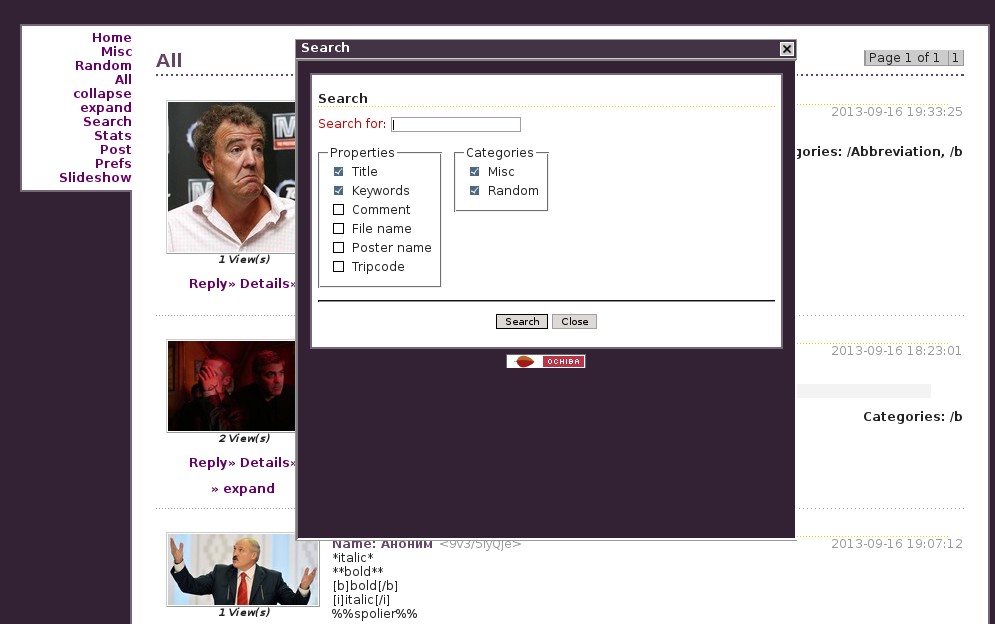 Home
Misc
Random
All
collapse
expand
Search
Stats
Post
Prefs
Slideshow
All
Page 1 of 1 1
Search
Search
Search for:
Properties
Title
Keywords
Comment
File name
Poster name
Tripcode
Categories
Misc
Random
Search Close
OCHIBA
2013-09-16 19:33:25
gories: /Abbreviation, /b
1 View(s)
Reply» Details»
2013-09-16 18:23:01
Categories: /b
2 View(s)
Reply» Details»
» expand
2013-09-16 19:07:12
Name: Аноним
*italic*
**bold**
[b]bold[/b]
[i]italic[/i]
%%spolier%%
1 View(s)